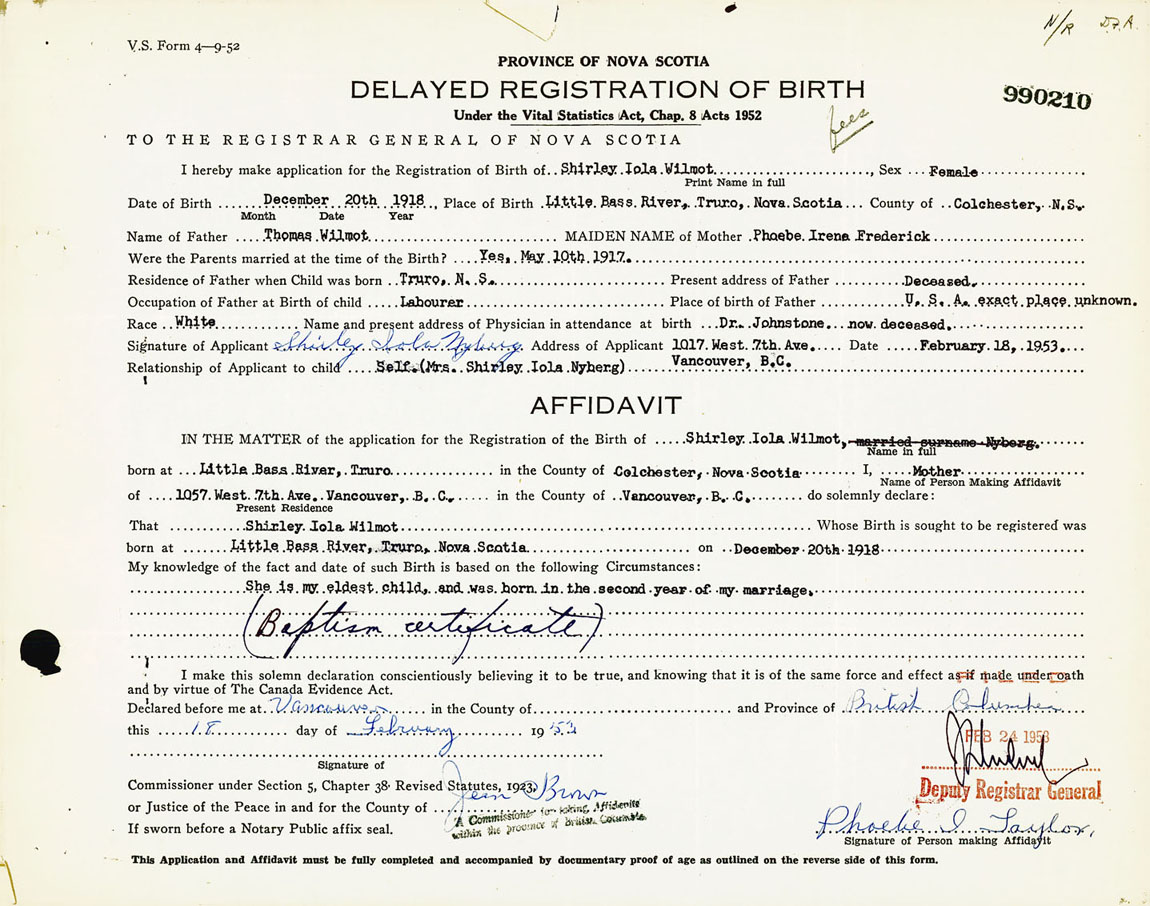 N/R D.F.A.
V.S. Form 4—9-52
PROVINCE OF NOVA SCOTIA
DELAYED REGISTRATION OF BIRTH
990210
Under the Vital Statistics Act, Chap. 8 Acts 1952
fees
TO THE REGISTRAR GENERAL OF NOVA SCOTIA
I hereby make application for the Registration of Birth of Shirley Iola Wilmot, Sex Female
Print Name in full
Date of Birth December 20th 1918, Place of Birth Little Bass River, Truro, Nova Scotia County of Colchester, N.S.
Month Date Year
Name of Father Thomas Wilmot MAIDEN NAME of Mother Phoebe Irena Frederick
Were the Parents married at the time of the Birth? Yes, May 10th 1917.
Residence of Father when Child was born Truro, N. S. Present address of Father Deceased.
Occupation of Father at Birth of child Labourer Place of birth of Father U. S. A. exact place unknown.
Race White Name and present address of Physician in attendance at birth Dr. Johnstone. now deceased.
Signature of Applicant Shirley Iola Nyberg Address of Applicant 1017 West 7th Ave. Date February 18, 1953.
Relationship of Applicant to child Self (Mrs. Shirley Iola Nyberg) Vancouver, B.C.
AFFIDAVIT
IN THE MATTER of the application for the Registration of the Birth of Shirley Iola Wilmot, married surname Nyberg.
Name in full
born at Little Bass River, Truro in the County of Colchester, Nova Scotia I, Mother
Name of Person Making Affidavit
of 1057 West 7th Ave. Vancouver, B. C. in the County of Vancouver, B. C. do solemnly declare:
Present Residence
That Shirley Iola Wilmot Whose Birth is sought to be registered was
born at Little Bass River, Truro, Nova Scotia on December 20th 1918
My knowledge of the fact and date of such Birth is based on the following Circumstances:
She is my eldest child, and was born in the second year of my marriage.
(Baptism certificate)
I make this solemn declaration conscientiously believing it to be true, and knowing that it is of the same force and effect as if made under oath
and by virtue of The Canada Evidence Act.
Declared before me at Vancouver in the County of and Province of British Columbia
this 18 day of February 1953
FEB 24 1953
Signature of
Commissioner under Section 5, Chapter 38 Revised Statutes, 1923, Jean Brown
Deputy Registrar General
or Justice of the Peace in and for the County of
A Commissioner for taking Affidavits
within the province of British Columbia.
If sworn before a Notary Public affix seal.
Phoebe I. Taylor,
Signature of Person making Affidavit
This Application and Affidavit must be fully completed and accompanied by documentary proof of age as outlined on the reverse side of this form.